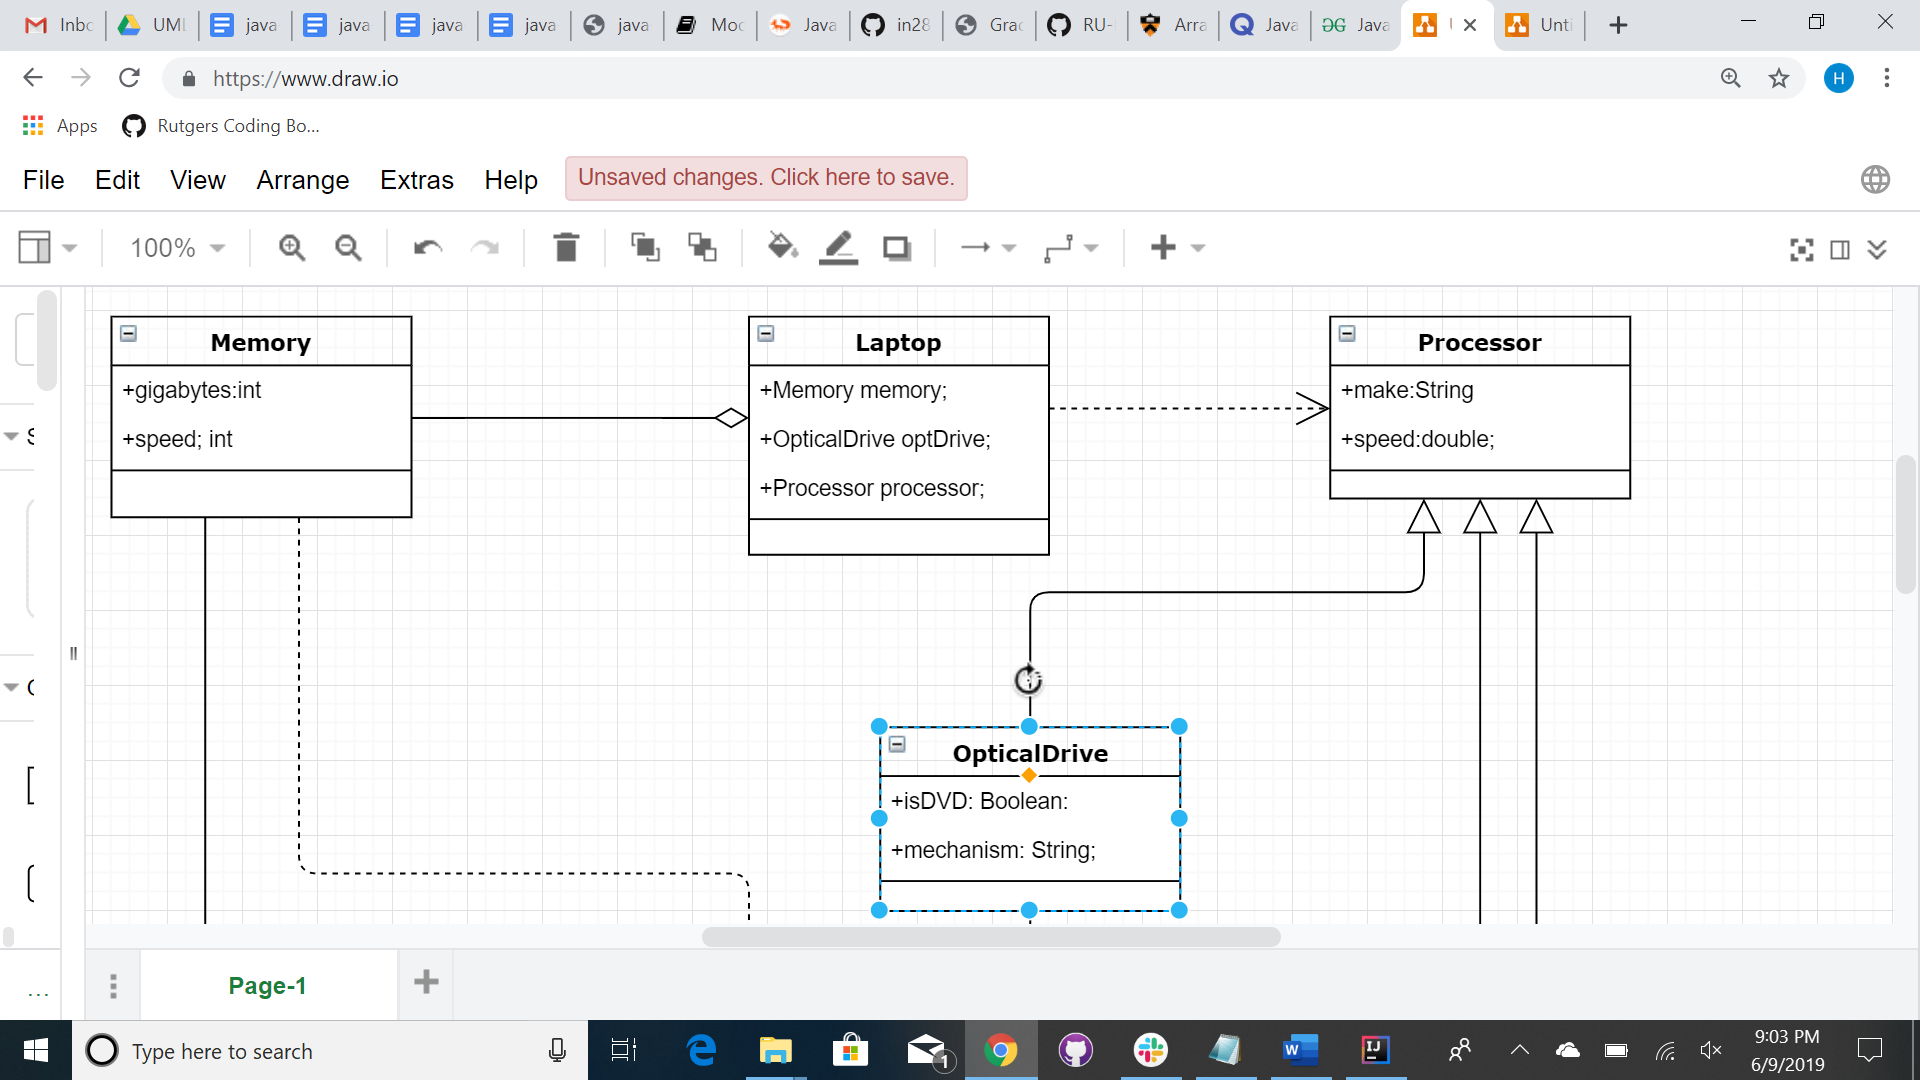 Inbc UML java java java java java Moc Java in28 Grac RU- Arra Java Java Unti
https://www.draw.io
H
Apps Rutgers Coding Bo...
File Edit View Arrange Extras Help Unsaved changes. Click here to save.
100%
Memory
+gigabytes:int
+speed; int
Laptop
+Memory memory;
+OpticalDrive optDrive;
+Processor processor;
Processor
+make:String
+speed:double;
OpticalDrive
+isDVD: Boolean:
+mechanism: String;
... Page-1
Type here to search
1
W
IJ
9:03 PM
6/9/2019